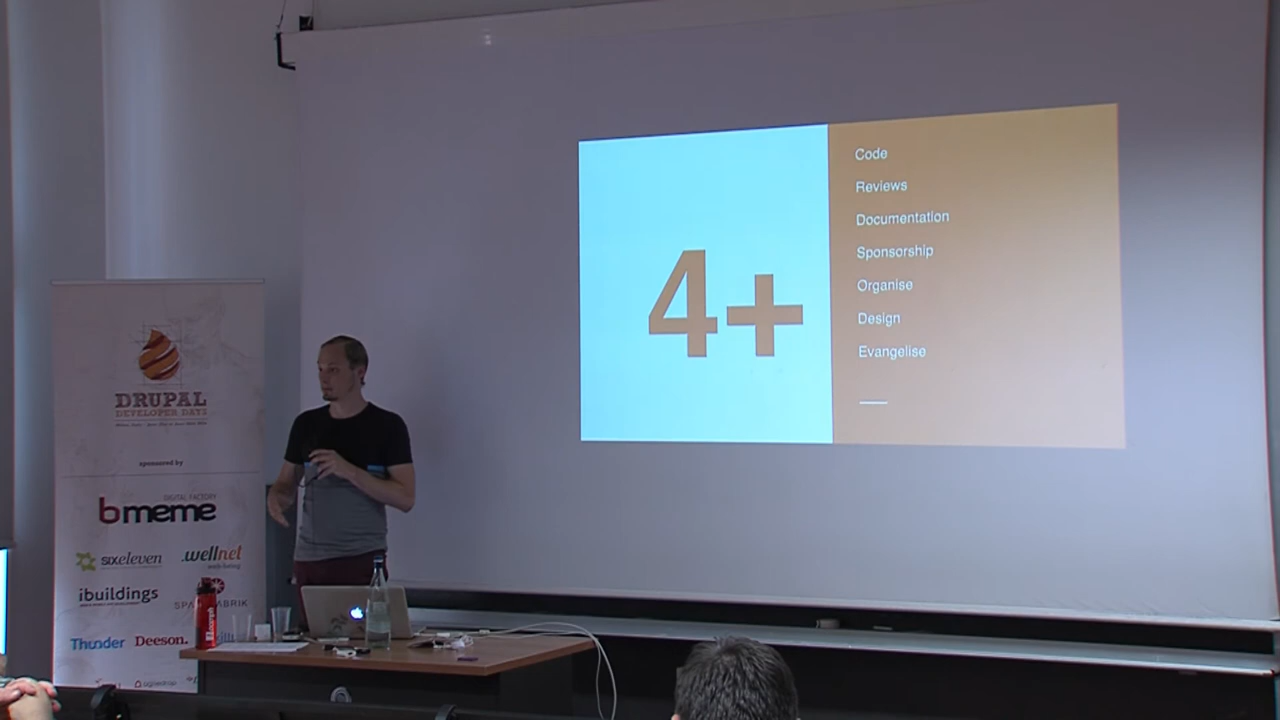 4+
Code
Reviews
Documentation
Sponsorship
Organise
Design
Evangelise
DRUPAL
DEVELOPER DAYS
sponsored by
DIGITAL FACTORY
bmeme
sixeleven
.wellnet
ibuildings
Thunder
Deeson.